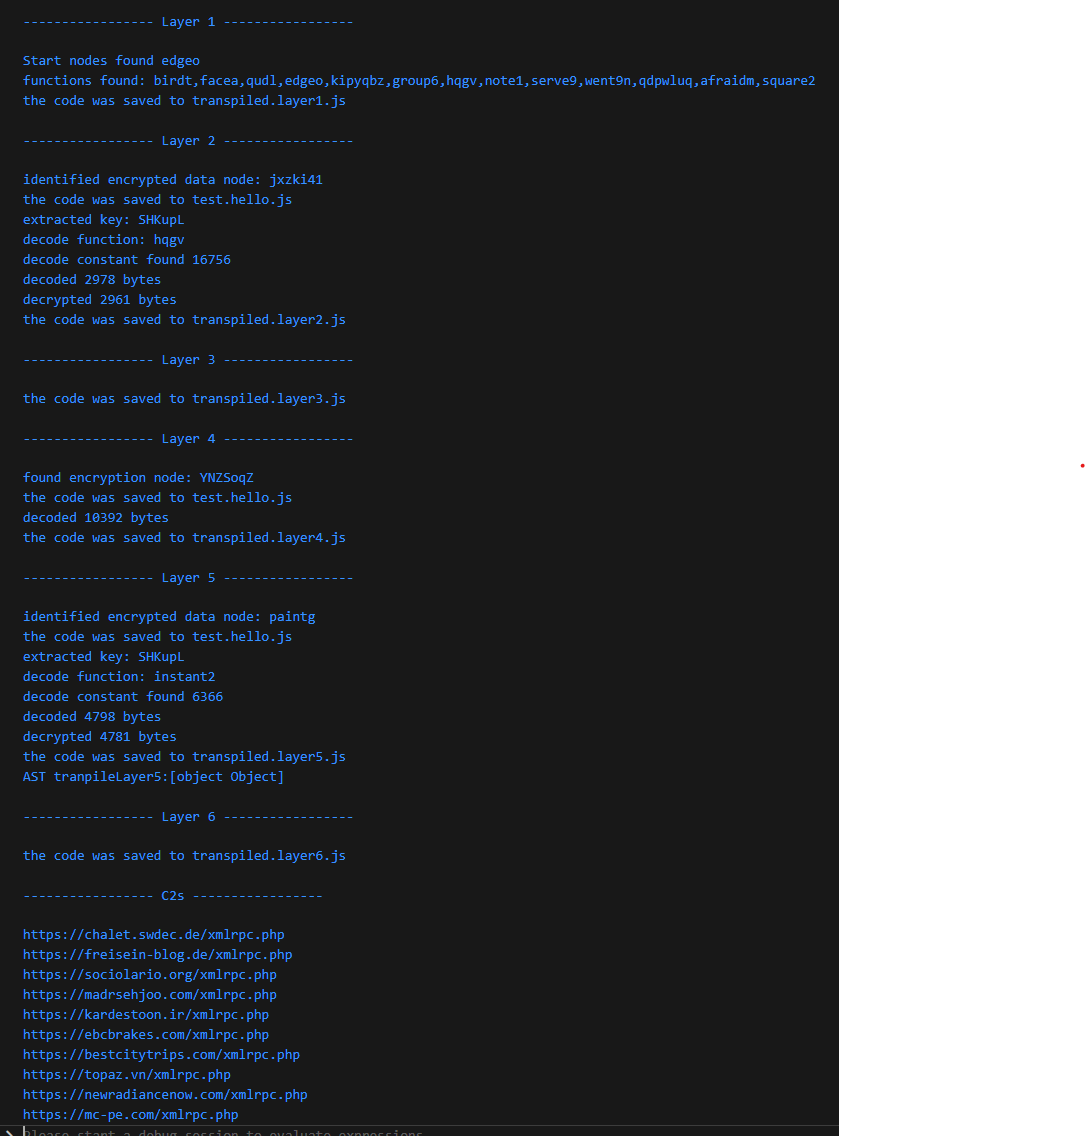 ----------------- Layer 1 -----------------
Start nodes found edgeo
functions found: birdt,facea,qudl,edgeo,kipyqbz,group6,hqgv,note1,serve9,went9n,qdpwluq,afraidm,square2
the code was saved to transpiled.layer1.js
----------------- Layer 2 -----------------
identified encrypted data node: jxzki41
the code was saved to test.hello.js
extracted key: SHKupL
decode function: hqgv
decode constant found 16756
decoded 2978 bytes
decrypted 2961 bytes
the code was saved to transpiled.layer2.js
----------------- Layer 3 -----------------
the code was saved to transpiled.layer3.js
----------------- Layer 4 -----------------
found encryption node: YNZSoqZ
the code was saved to test.hello.js
decoded 10392 bytes
the code was saved to transpiled.layer4.js
----------------- Layer 5 -----------------
identified encrypted data node: paintg
the code was saved to test.hello.js
extracted key: SHKupL
decode function: instant2
decode constant found 6366
decoded 4798 bytes
decrypted 4781 bytes
the code was saved to transpiled.layer5.js
AST tranpileLayer5:[object Object]
----------------- Layer 6 -----------------
the code was saved to transpiled.layer6.js
----------------- C2s -----------------
https://chalet.swdec.de/xmlrpc.php
https://freisein-blog.de/xmlrpc.php
https://sociolario.org/xmlrpc.php
https://madrsehjoo.com/xmlrpc.php
https://kardestoon.ir/xmlrpc.php
https://ebcbrakes.com/xmlrpc.php
https://bestcitytrips.com/xmlrpc.php
https://topaz.vn/xmlrpc.php
https://newradiancenow.com/xmlrpc.php
https://mc-pe.com/xmlrpc.php
Please start a debug session to evaluate expressions